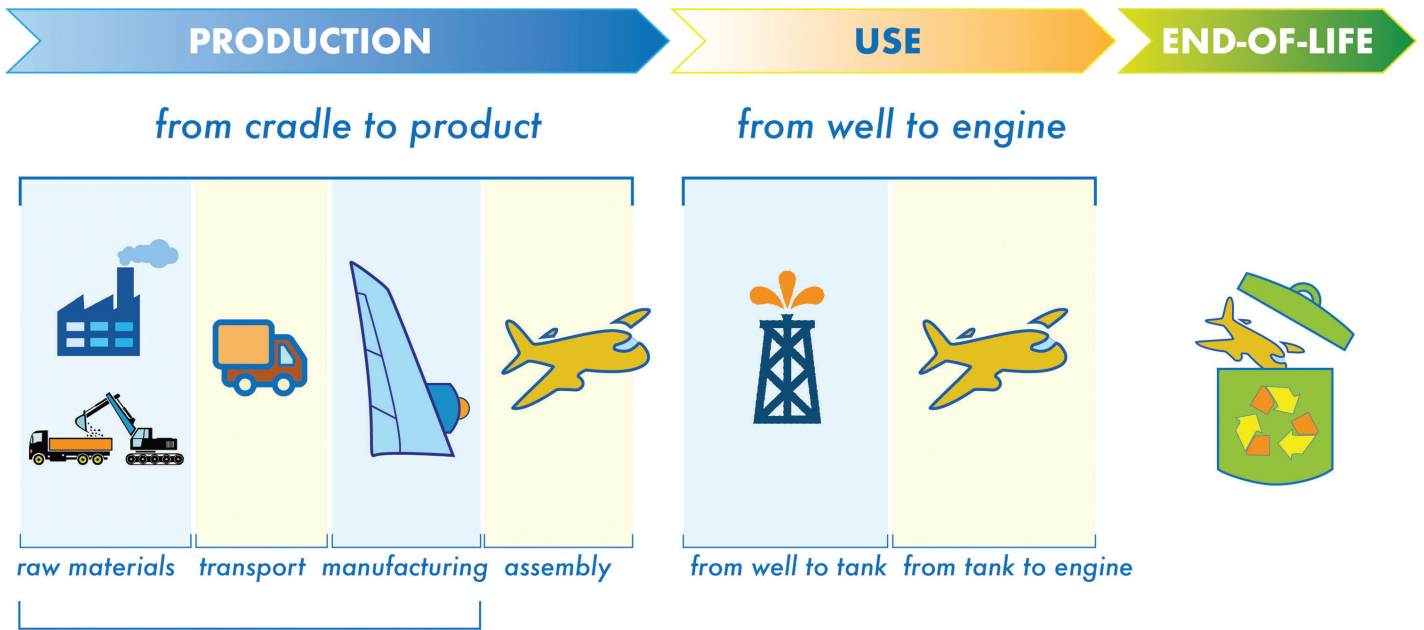 PRODUCTION
USE
END-OF-LIFE
from cradle to product
from well to engine
raw materials
transport
manufacturing
assembly
from well to tank
from tank to engine